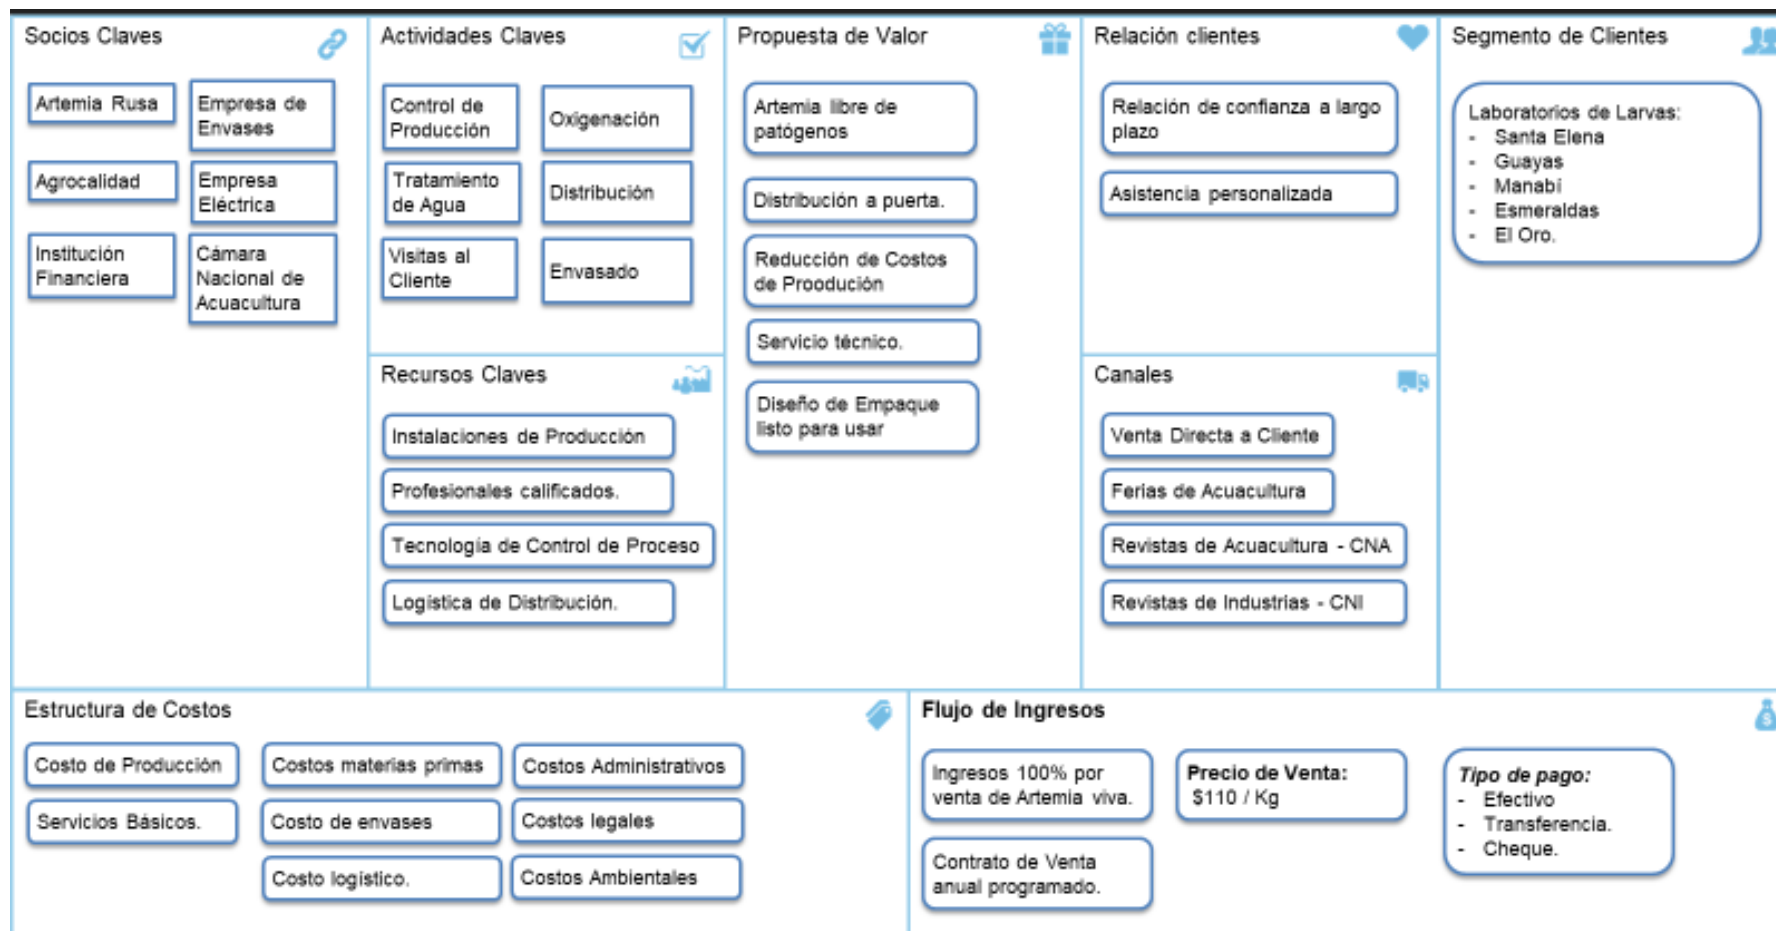 Socios Claves
Artemia Rusa
Empresa de
Envases
Agrocalidad
Empresa
Eléctrica
Institución
Financiera
Cámara
Nacional de
Acuacultura
Actividades Claves
Control de
Producción
Oxigenación
Tratamiento
de Agua
Distribución
Visitas al
Cliente
Envasado
Recursos Claves
Instalaciones de Producción
Profesionales calificados.
Tecnología de Control de Proceso
Logística de Distribución.
Propuesta de Valor
Artemia libre de
patógenos
Distribución a puerta.
Reducción de Costos
de Proodución
Servicio técnico.
Diseño de Empaque
listo para usar
Relación clientes
Relación de confianza a largo
plazo
Asistencia personalizada
Canales
Venta Directa a Cliente
Ferias de Acuacultura
Revistas de Acuacultura - CNA
Revistas de Industrias - CNI
Segmento de Clientes
Laboratorios de Larvas:
- Santa Elena
- Guayas
- Manabí
- Esmeraldas
- El Oro.
Estructura de Costos
Costo de Producción
Costos materias primas
Costos Administrativos
Servicios Básicos.
Costo de envases
Costos legales
Costo logístico.
Costos Ambientales
Flujo de Ingresos
Ingresos 100% por
venta de Artemia viva.
Precio de Venta:
$110 / Kg
Tipo de pago:
- Efectivo
- Transferencia.
- Cheque.
Contrato de Venta
anual programado.
$